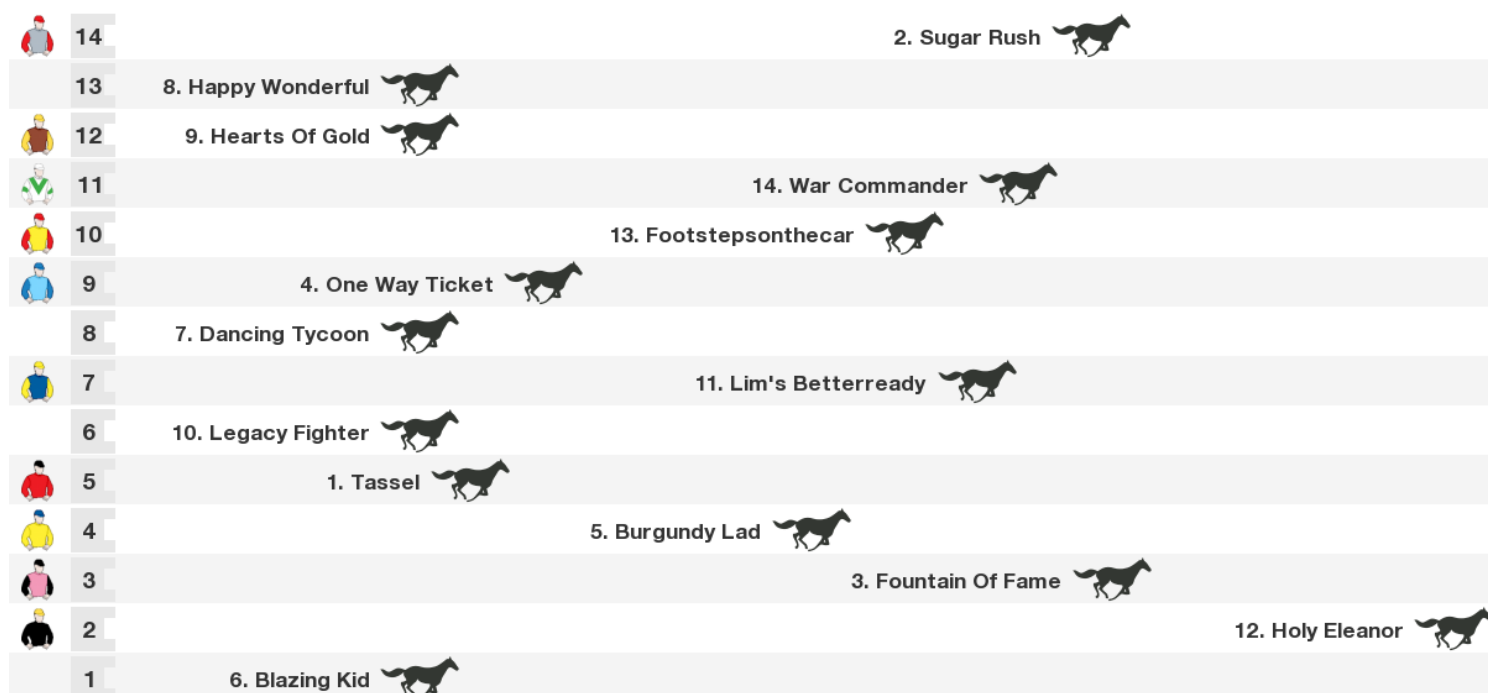 14 2. Sugar Rush
13 8. Happy Wonderful
12 9. Hearts Of Gold
11 14. War Commander
10 13. Footstepsonthecar
9 4. One Way Ticket
8 7. Dancing Tycoon
7 11. Lim's Betterready
6 10. Legacy Fighter
5 1. Tassel
4 5. Burgundy Lad
3 3. Fountain Of Fame
2 12. Holy Eleanor
1 6. Blazing Kid